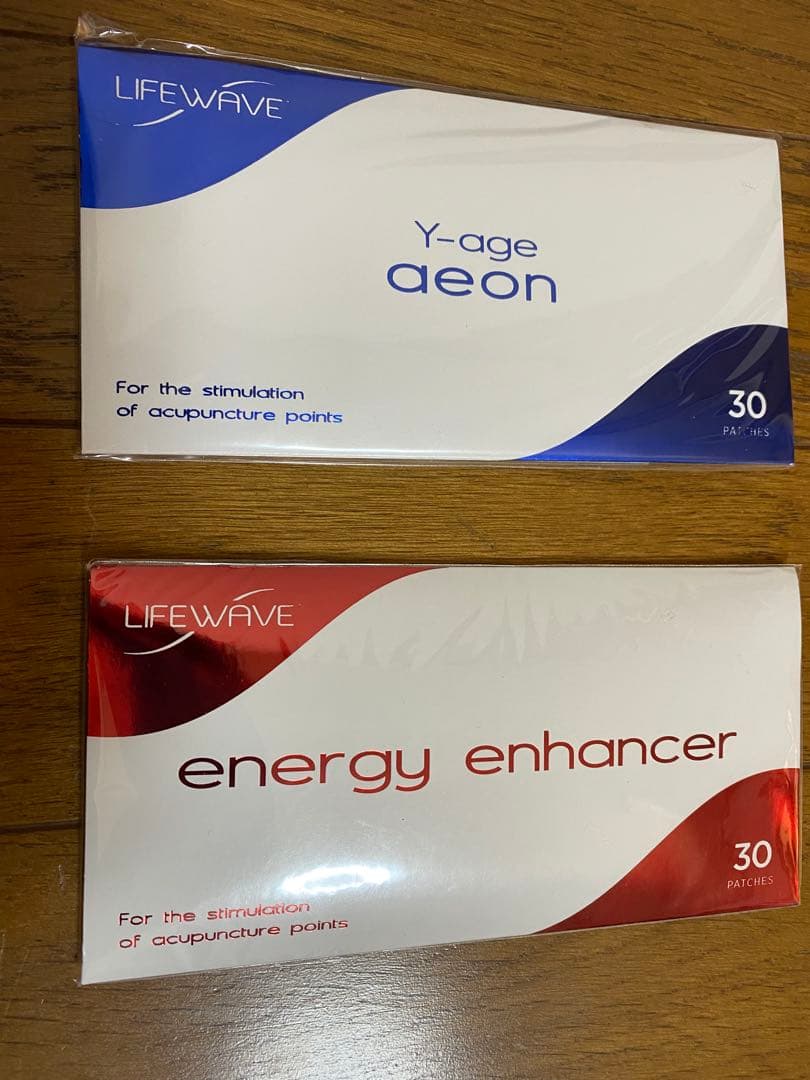 LIFEWAVE
Y-age
aeon
For the stimulation
of acupuncture points
30
PATCHES
LIFEWAVE
energy enhancer
30
PATCHES
For the stimulation
of acupuncture points